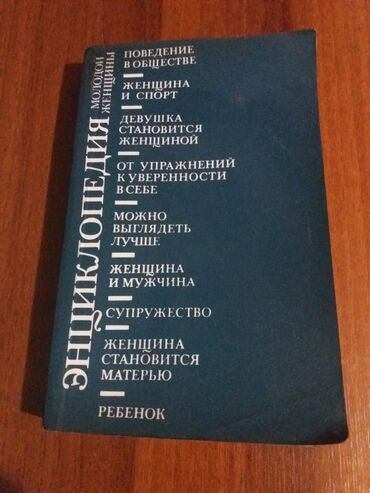 ЭНЦИКЛОПЕДИЯ
МОЛОДОЙ
ЖЕНЩИНЫ
ПОВЕДЕНИЕ
В ОБЩЕСТВЕ
ЖЕНЩИНА
И СПОРТ
ДЕВУШКА
СТАНОВИТСЯ
ЖЕНЩИНОЙ
ОТ УПРАЖНЕНИЙ
К УВЕРЕННОСТИ
В СЕБЕ
МОЖНО
ВЫГЛЯДЕТЬ
ЛУЧШЕ
ЖЕНЩИНА
И МУЖЧИНА
СУПРУЖЕСТВО
ЖЕНЩИНА
СТАНОВИТСЯ
МАТЕРЬЮ
РЕБЕНОК